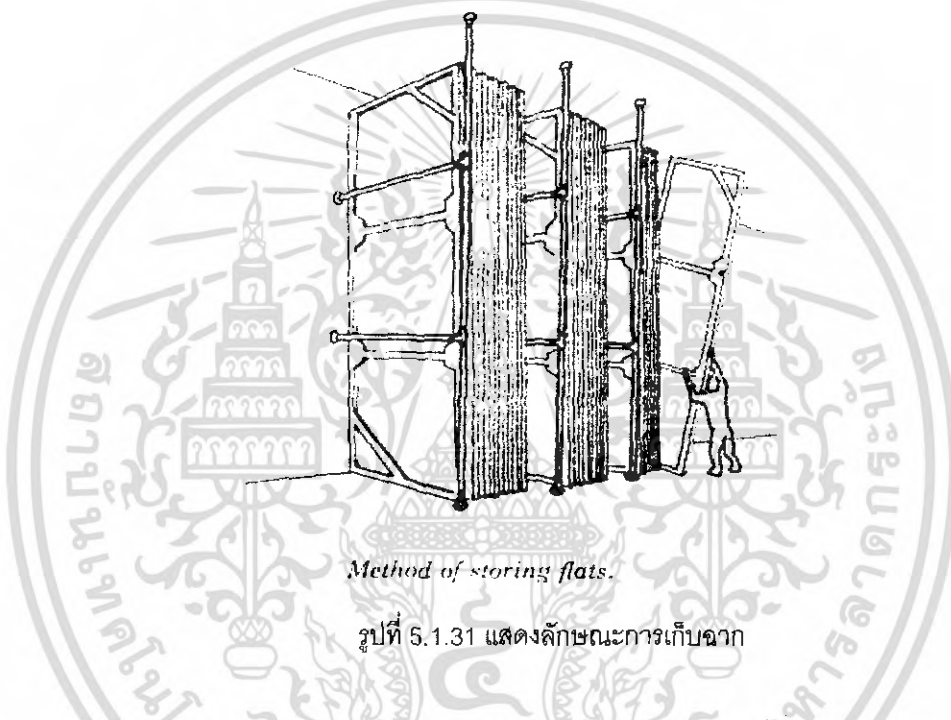 Method of storing flats.
รูปที่ 5.1.31 แสดงลักษณะการเก็บฉาก